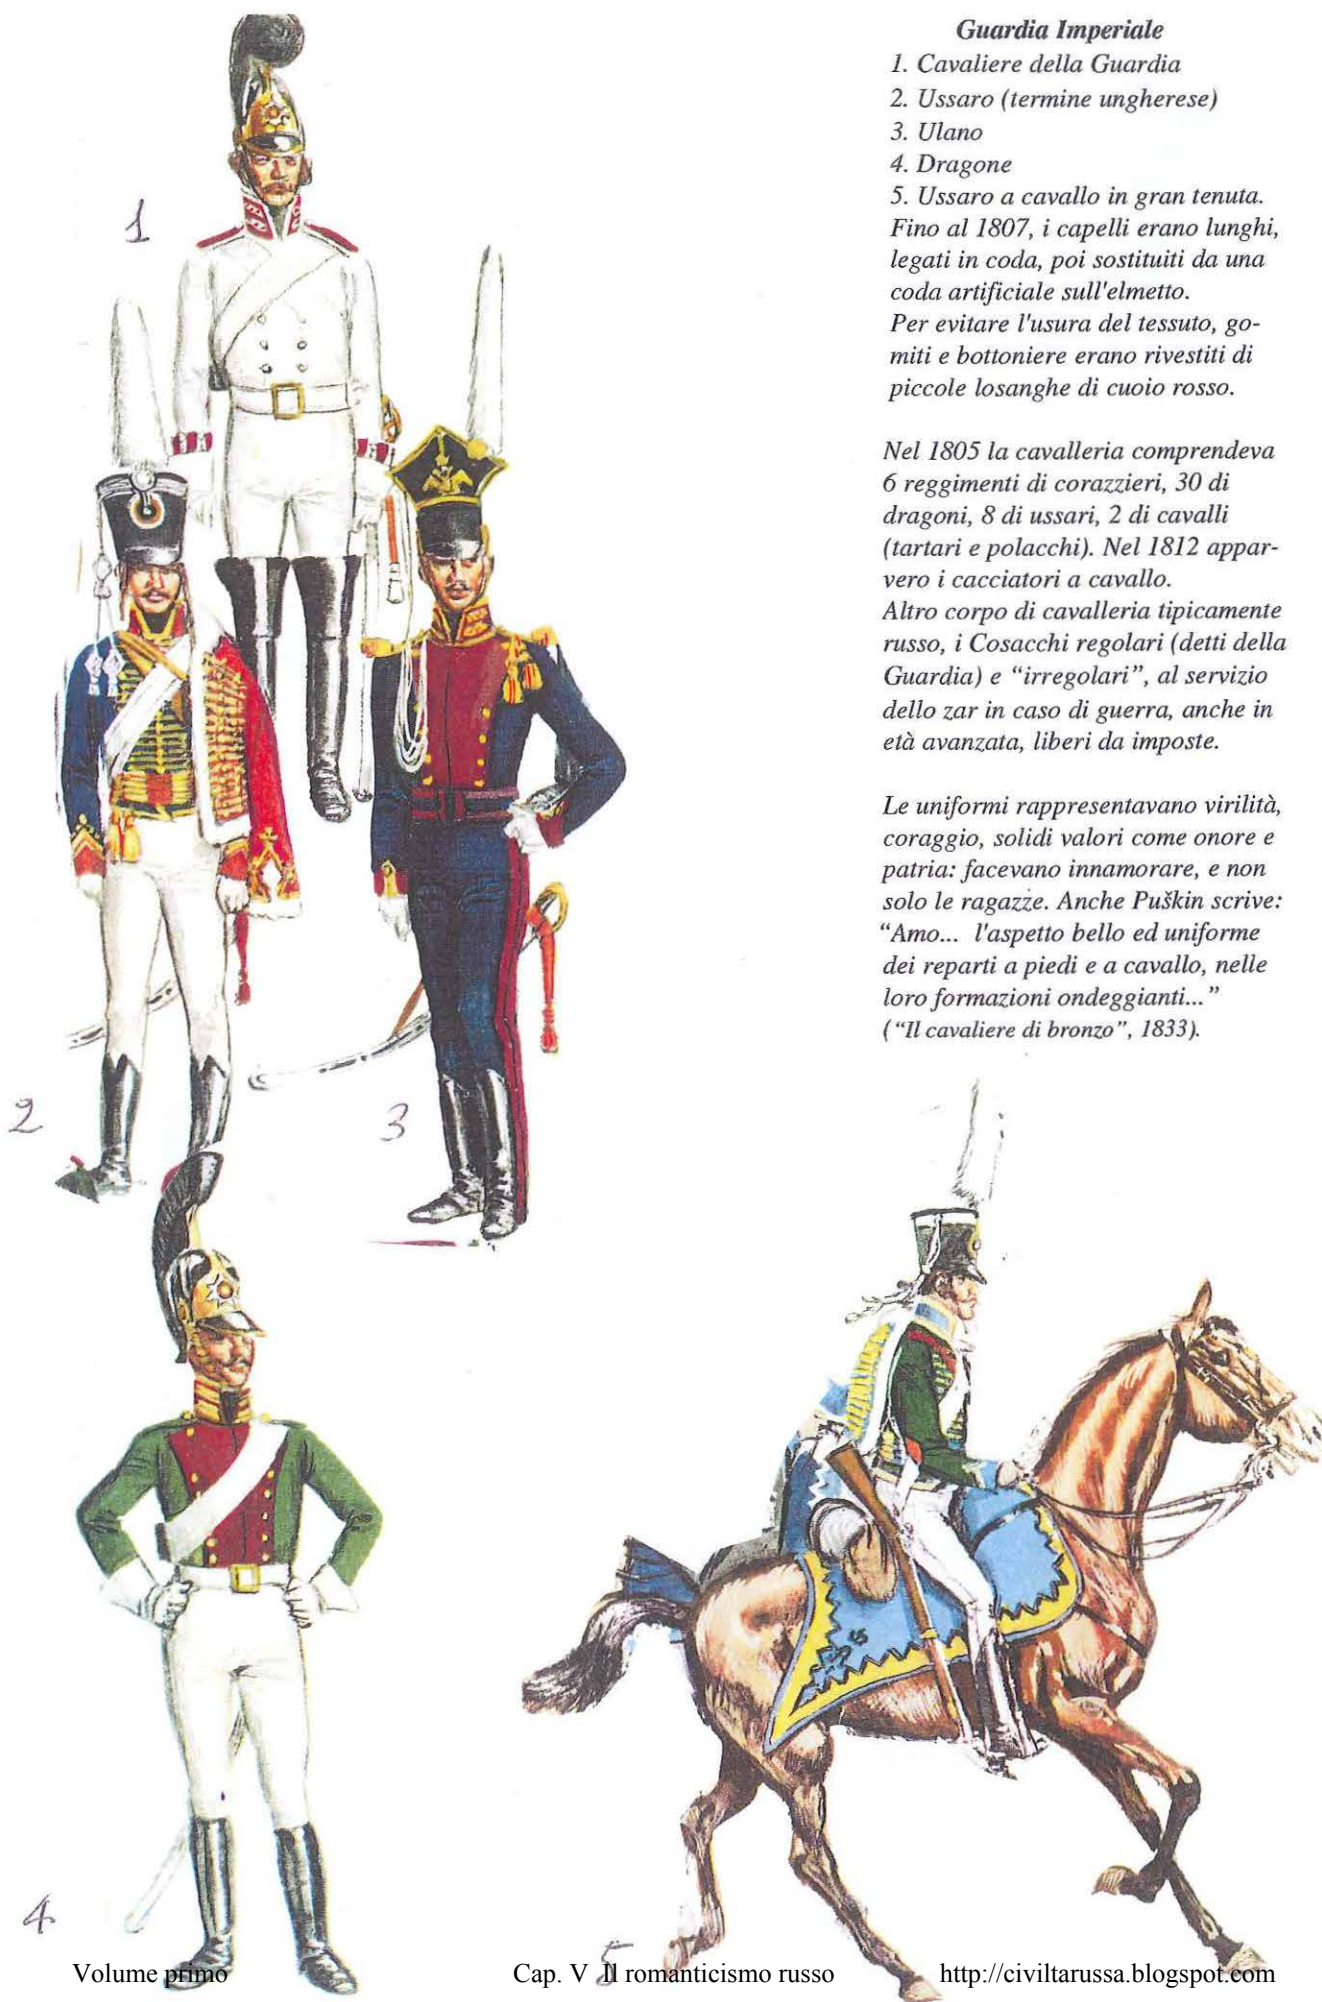 Guardia Imperiale
1. Cavaliere della Guardia
2. Ussaro (termine ungherese)
3. Ulano
4. Dragone
5. Ussaro a cavallo in gran tenuta.
Fino al 1807, i capelli erano lunghi,
legati in coda, poi sostituiti da una
coda artificiale sull'elmetto.
Per evitare l'usura del tessuto, go-
miti e bottoniere erano rivestiti di
piccole losanghe di cuoio rosso.
Nel 1805 la cavalleria comprendeva
6 reggimenti di corazzieri, 30 di
dragoni, 8 di ussari, 2 di cavalli
(tartari e polacchi). Nel 1812 appar-
vero i cacciatori a cavallo.
Altro corpo di cavalleria tipicamente
russo, i Cosacchi regolari (detti della
Guardia) e “irregolari”, al servizio
dello zar in caso di guerra, anche in
età avanzata, liberi da imposte.
Le uniformi rappresentavano virilità,
coraggio, solidi valori come onore e
patria: facevano innamorare, e non
solo le ragazze. Anche Puškin scrive:
“Amo... l'aspetto bello ed uniforme
dei reparti a piedi e a cavallo, nelle
loro formazioni ondeggianti...”
(“Il cavaliere di bronzo”, 1833).
1
2
3
4
5
Volume primo
Cap. V Il romanticismo russo
http://civiltarussa.blogspot.com